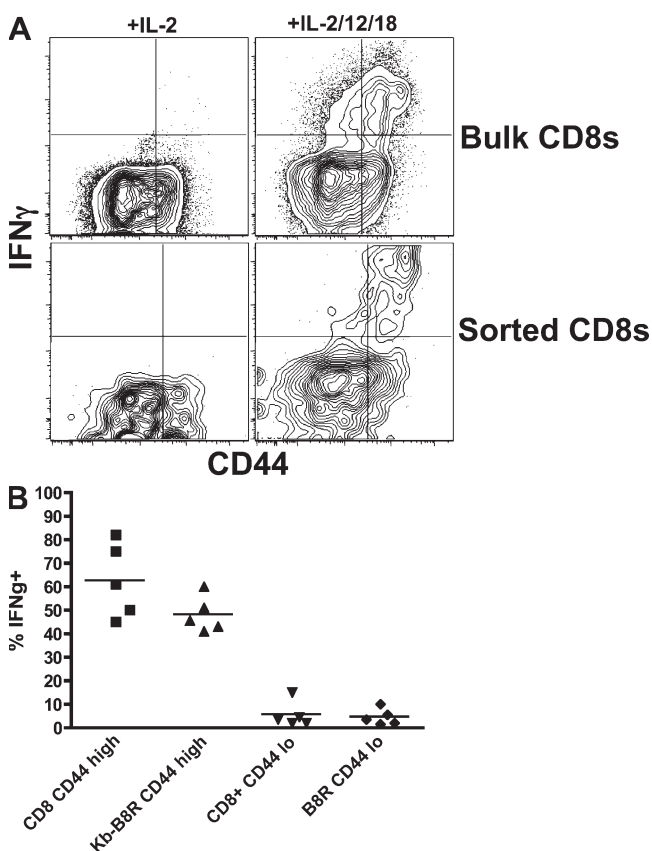 A
+IL-2
+IL-2/12/18
Bulk CD8s
IFNγ
Sorted CD8s
CD44
B
100
90
80
70
60
50
40
30
20
10
0
% IFNg+
CD8 CD44 high
Kb-B8R CD44 high
CD8+ CD44 lo
B8R CD44 lo